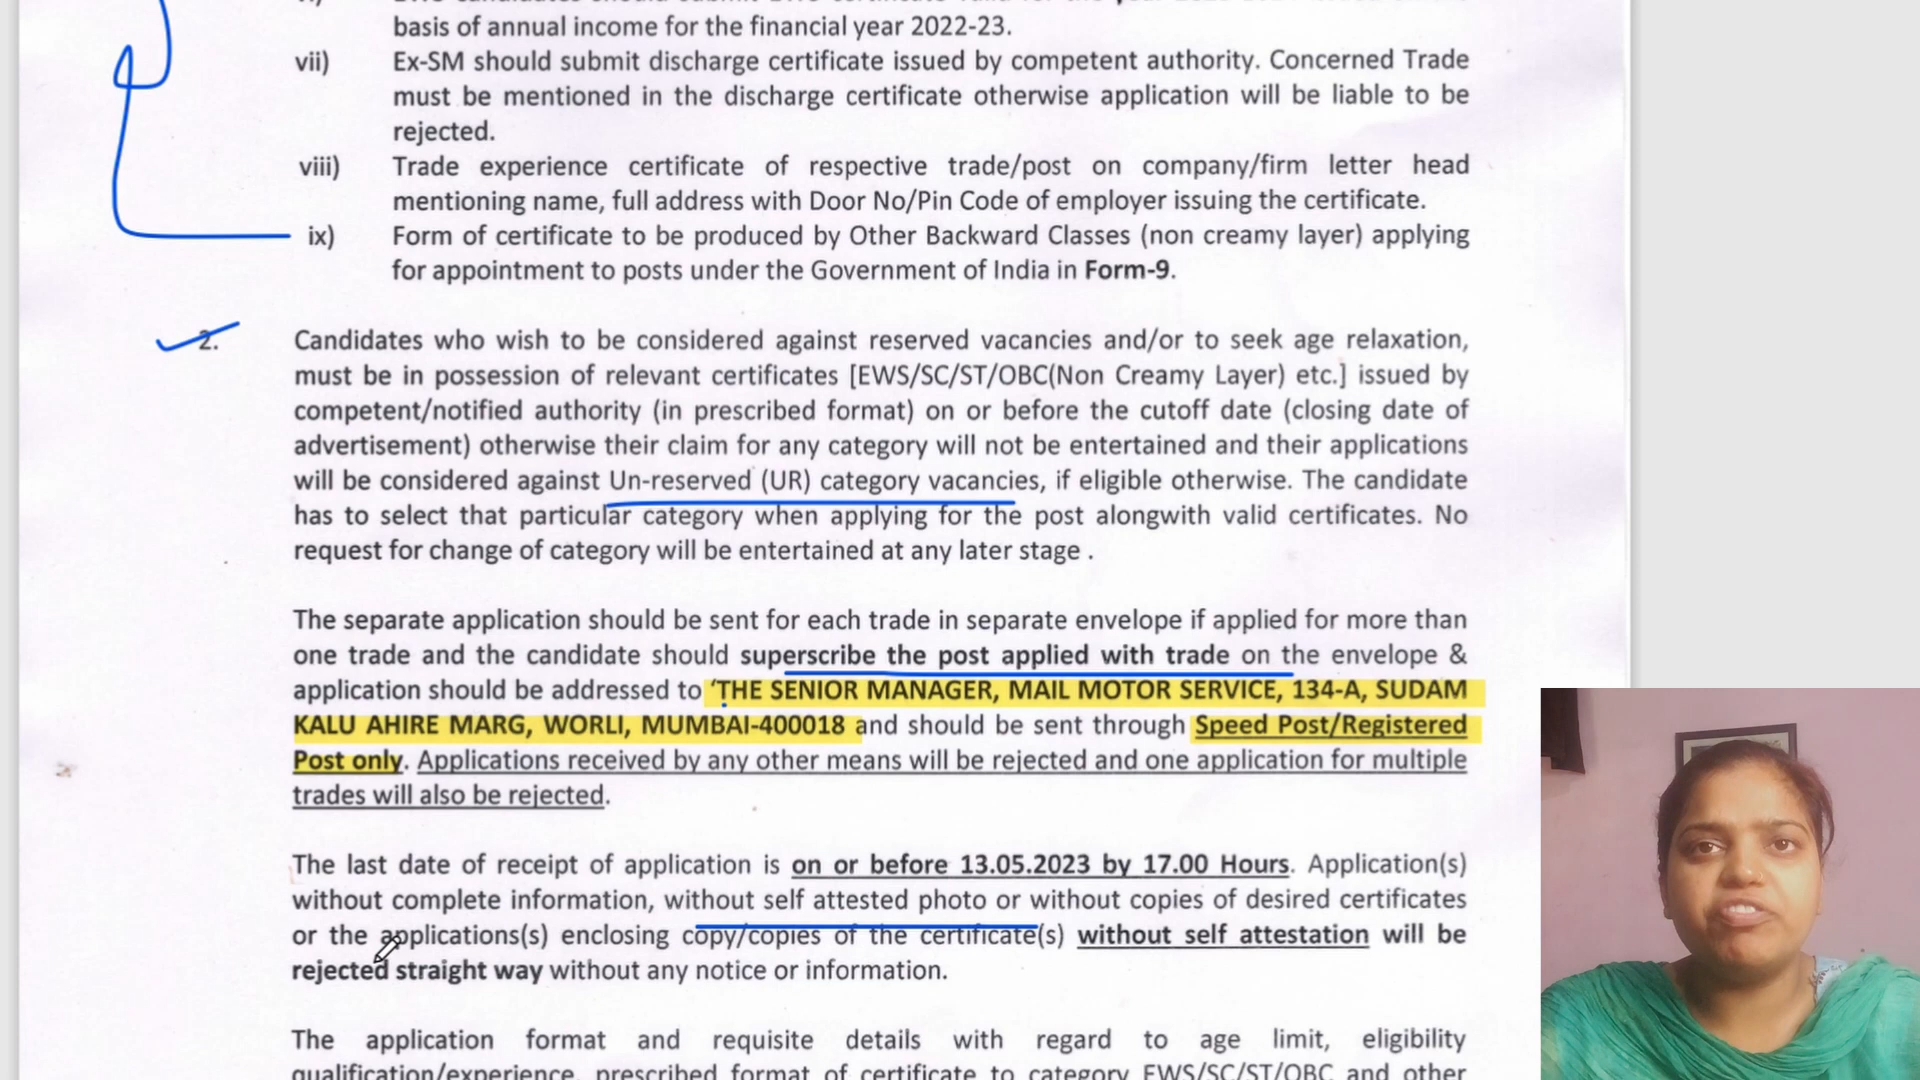 basis of annual income for the financial year 2022-23.
vii) Ex-SM should submit discharge certificate issued by competent authority. Concerned Trade
must be mentioned in the discharge certificate otherwise application will be liable to be
rejected.
viii) Trade experience certificate of respective trade/post on company/firm letter head
mentioning name, full address with Door No/Pin Code of employer issuing the certificate.
ix) Form of certificate to be produced by Other Backward Classes (non creamy layer) applying
for appointment to posts under the Government of India in Form-9.
2. Candidates who wish to be considered against reserved vacancies and/or to seek age relaxation,
must be in possession of relevant certificates [EWS/SC/ST/OBC(Non Creamy Layer) etc.] issued by
competent/notified authority (in prescribed format) on or before the cutoff date (closing date of
advertisement) otherwise their claim for any category will not be entertained and their applications
will be considered against Un-reserved (UR) category vacancies, if eligible otherwise. The candidate
has to select that particular category when applying for the post alongwith valid certificates. No
request for change of category will be entertained at any later stage .
The separate application should be sent for each trade in separate envelope if applied for more than
one trade and the candidate should superscribe the post applied with trade on the envelope &
application should be addressed to 'THE SENIOR MANAGER, MAIL MOTOR SERVICE, 134-A, SUDAM
KALU AHIRE MARG, WORLI, MUMBAI-400018 and should be sent through Speed Post/Registered
Post only. Applications received by any other means will be rejected and one application for multiple
trades will also be rejected.
The last date of receipt of application is on or before 13.05.2023 by 17.00 Hours. Application(s)
without complete information, without self attested photo or without copies of desired certificates
or the applications(s) enclosing copy/copies of the certificate(s) without self attestation will be
rejected straight way without any notice or information.
The application format and requisite details with regard to age limit, eligibility
qualification/experience, prescribed format of certificate to category EWS/SC/ST/OBC and other